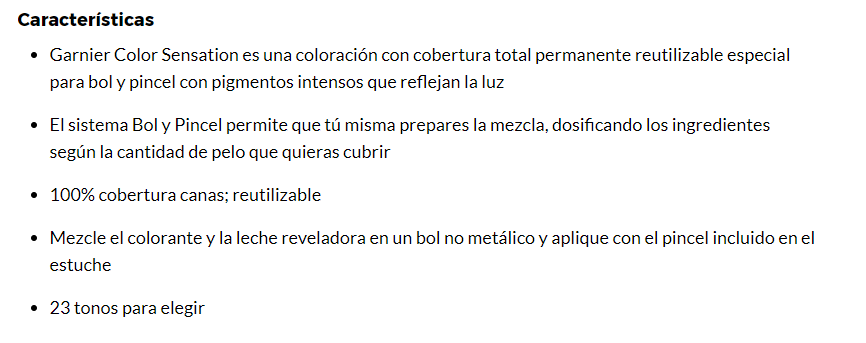 Características
Garnier Color Sensation es una coloración con cobertura total permanente reutilizable especial
para bol y pincel con pigmentos intensos que reflejan la luz
El sistema Bol y Pincel permite que tú misma prepares la mezcla, dosificando los ingredientes
según la cantidad de pelo que quieras cubrir
100% cobertura canas; reutilizable
Mezcle el colorante y la leche reveladora en un bol no metálico y aplique con el pincel incluido en el
estuche
23 tonos para elegir